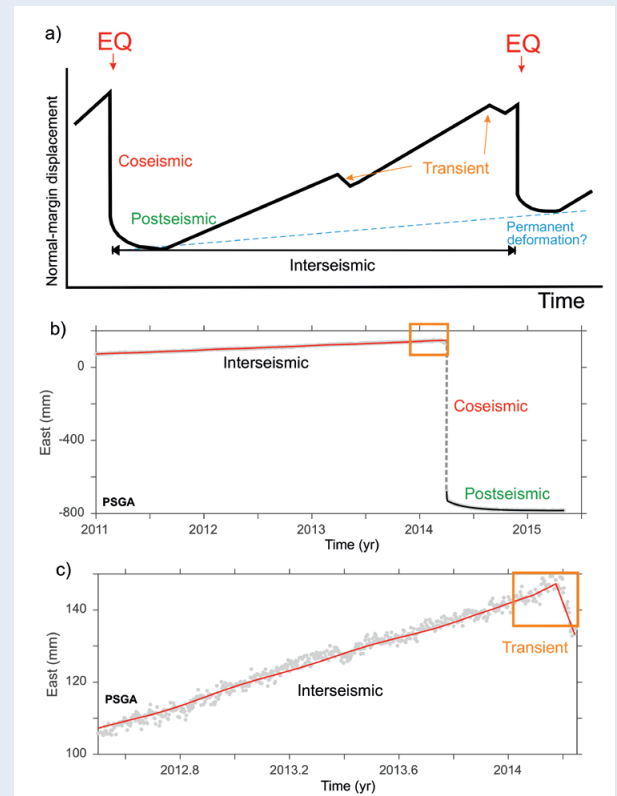 a)
EQ
EQ
Normal-margin displacement
Coseismic
Transient
Postseismic
Permanent
deformation?
Interseismic
Time
b)
0
-400
-800
East (mm)
Interseismic
Coseismic
Postseismic
PSGA
2011
2012
2013
2014
2015
Time (yr)
c)
140
120
100
East (mm)
Transient
Interseismic
PSGA
2012.8
2013.2
2013.6
2014
Time (yr)